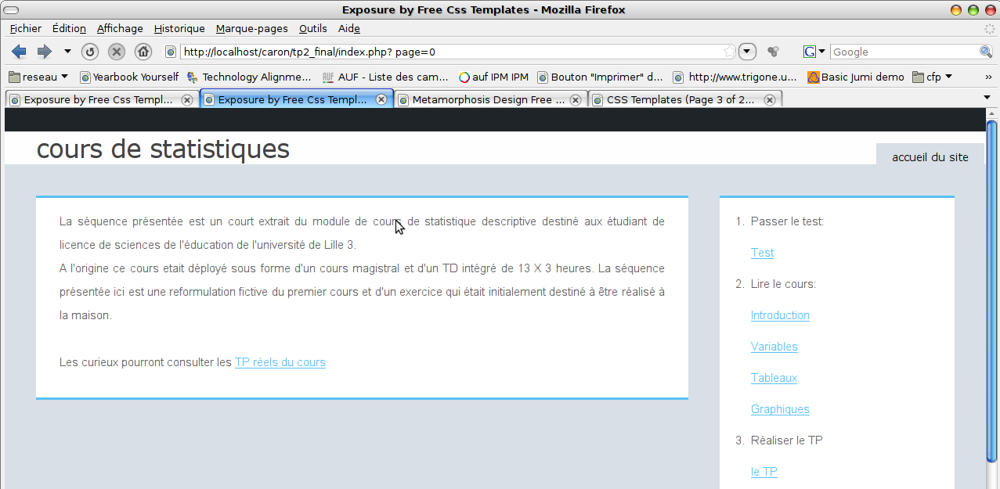 Exposure by Free Css Templates - Mozilla Firefox
Fichier Édition Affichage Historique Marque-pages Outils Aide
http://localhost/caron/tp2_final/index.php? page=0
G Google
reseau Yearbook Yourself Technology Alignme... AUF AUF - Liste des cam... auf IPM IPM Bouton "Imprimer" d... http://www.trigone.u... Basic Jumi demo cfp »
Exposure by Free Css Templ... Exposure by Free Css Templ... Metamorphosis Design Free ... CSS Templates (Page 3 of 2...
cours de statistiques
accueil du site
La séquence présentée est un court extrait du module de cours de statistique descriptive destiné aux étudiant de
licence de sciences de l'éducation de l'université de Lille 3.
A l'origine ce cours etait déployé sous forme d'un cours magistral et d'un TD intégré de 13 X 3 heures. La séquence
présentée ici est une reformulation fictive du premier cours et d'un exercice qui était initialement destiné à être réalisé à
la maison.
Les curieux pourront consulter les TP réels du cours
1. Passer le test:
Test
2. Lire le cours:
Introduction
Variables
Tableaux
Graphiques
3. Réaliser le TP
le TP